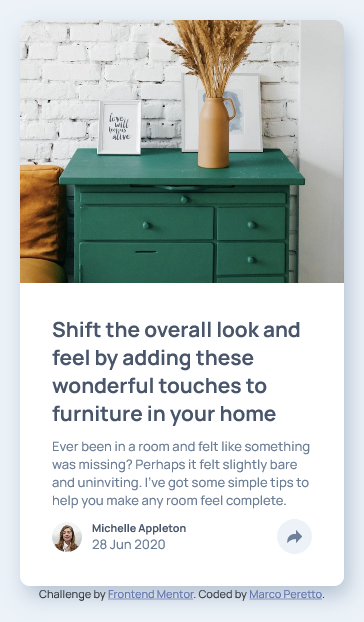 love
will
keep us
alive
Shift the overall look and
feel by adding these
wonderful touches to
furniture in your home
Ever been in a room and felt like something
was missing? Perhaps it felt slightly bare
and uninviting. I've got some simple tips to
help you make any room feel complete.
Michelle Appleton
28 Jun 2020
Challenge by Frontend Mentor. Coded by Marco Peretto.